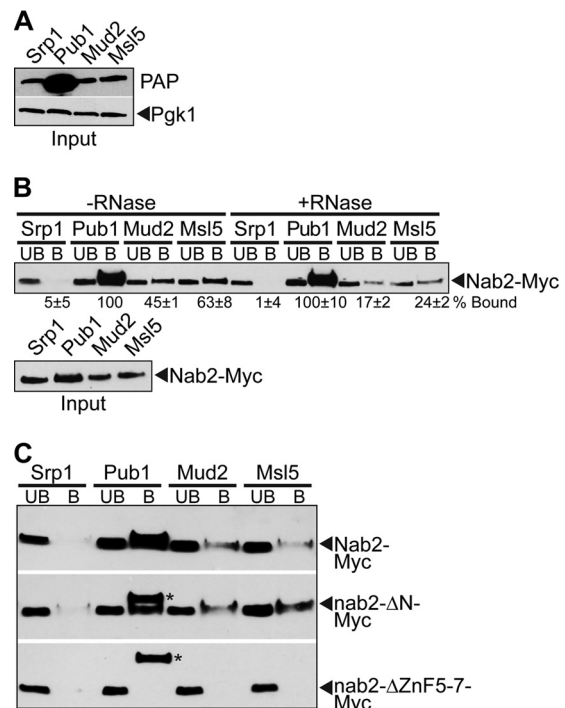 A
Srp1 Pub1 Mud2 Msl5
PAP
◄Pgk1
Input
B
-RNase +RNase
Srp1 Pub1 Mud2 Msl5 Srp1 Pub1 Mud2 Msl5
UB B UB B UB B UB B UB B UB B UB B UB B
◄Nab2-Myc
5±5 100 45±1 63±8 1±4 100±10 17±2 24±2 % Bound
Srp1 Pub1 Mud2 Msl5
◄Nab2-Myc
Input
C
Srp1 Pub1 Mud2 Msl5
UB B UB B UB B UB B
◄Nab2-
Myc
* ◄nab2-ΔN-
Myc
*
◄nab2-ΔZnF5-7-
Myc